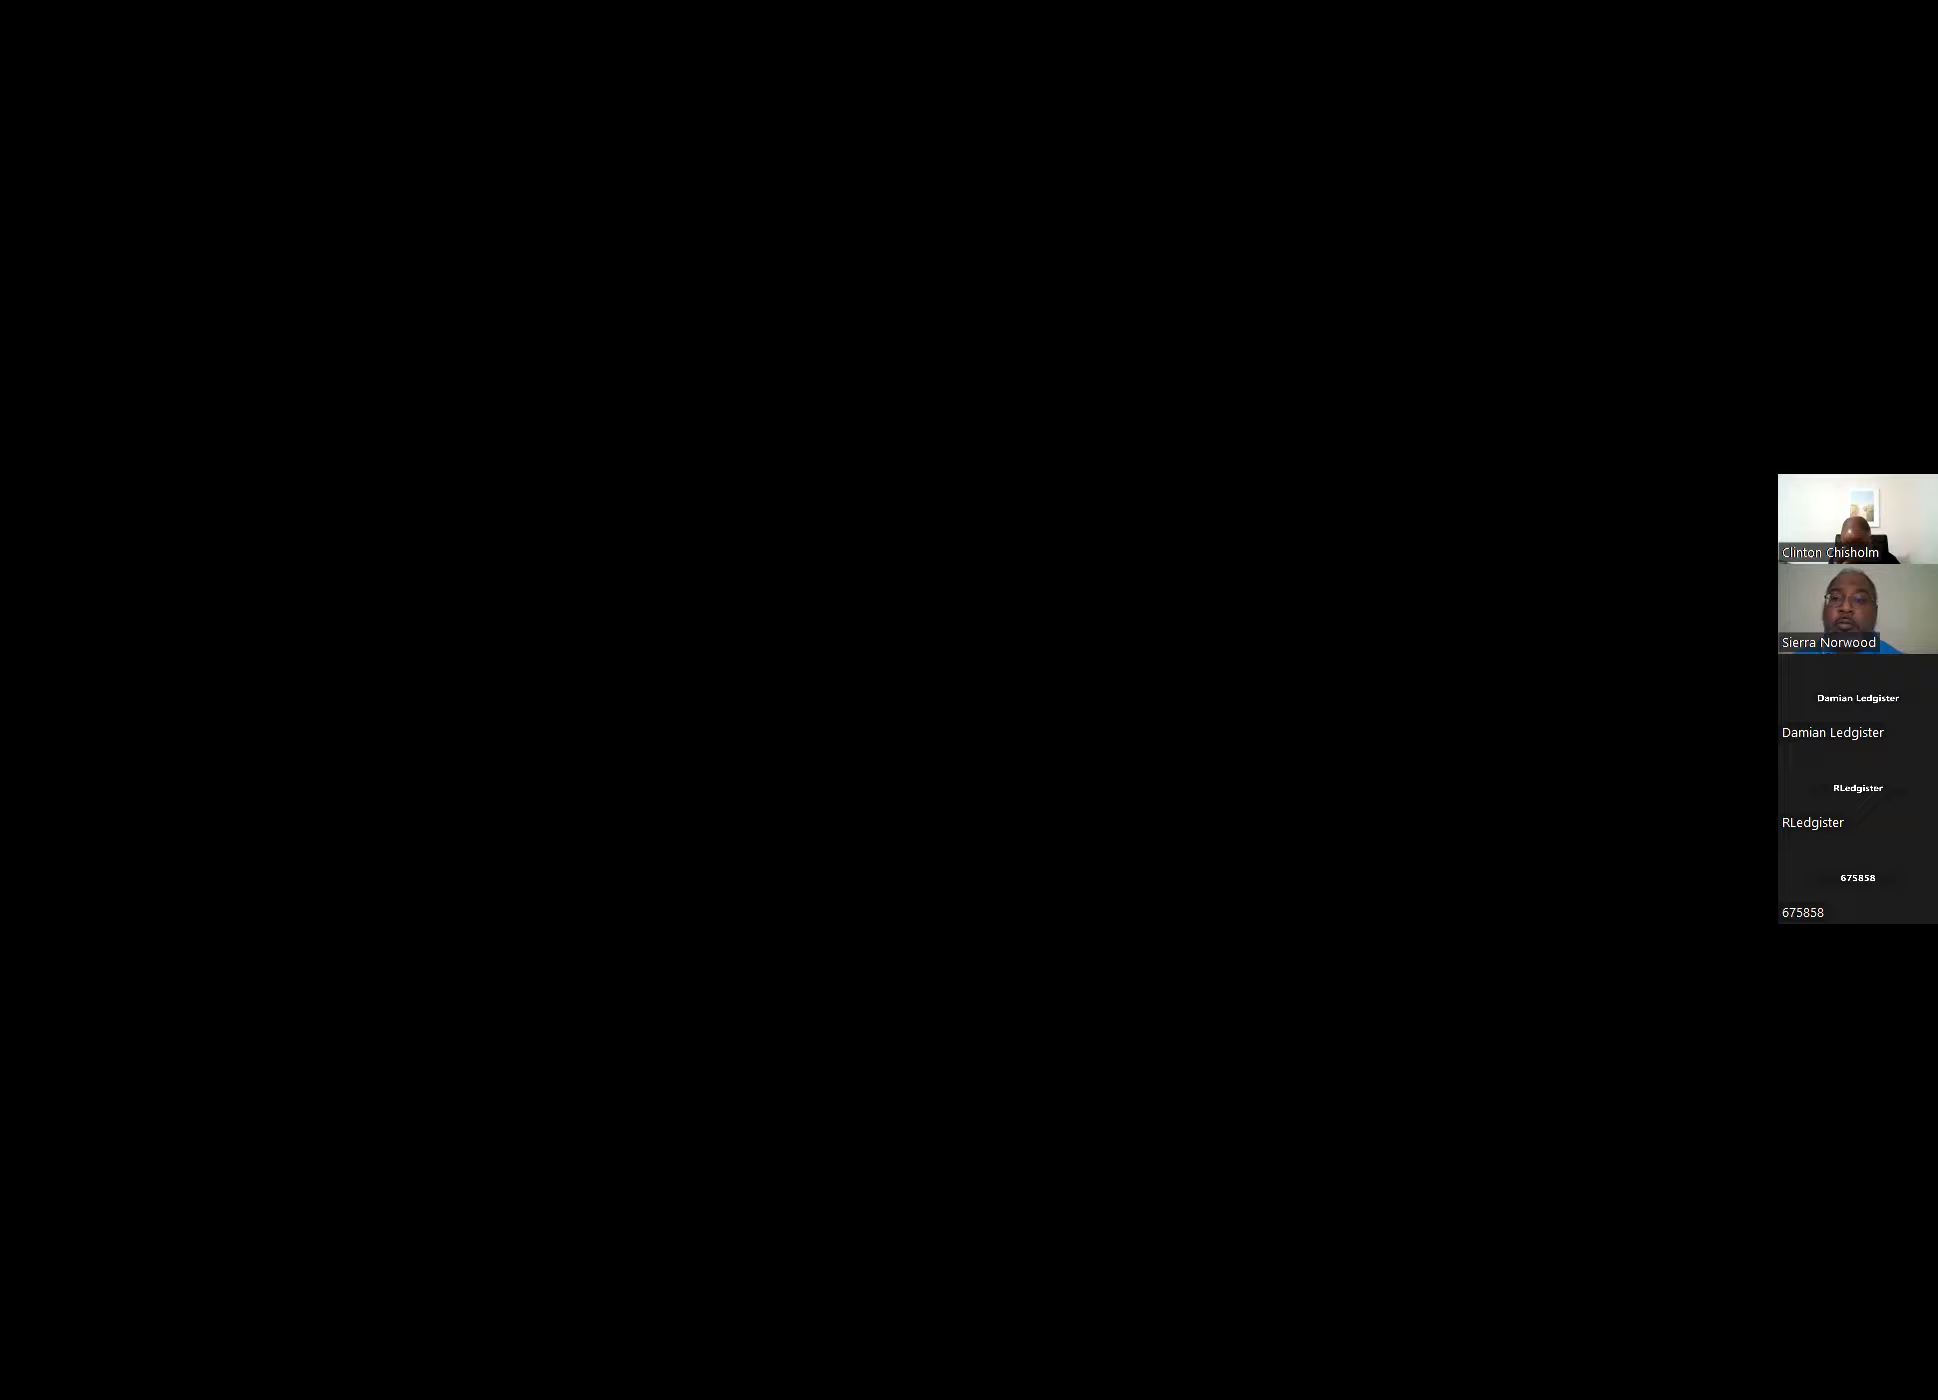 Clinton Chisholm
Sierra Norwood
Damian Ledgister
Damian Ledgister
RLedgister
RLedgister
675858
675858